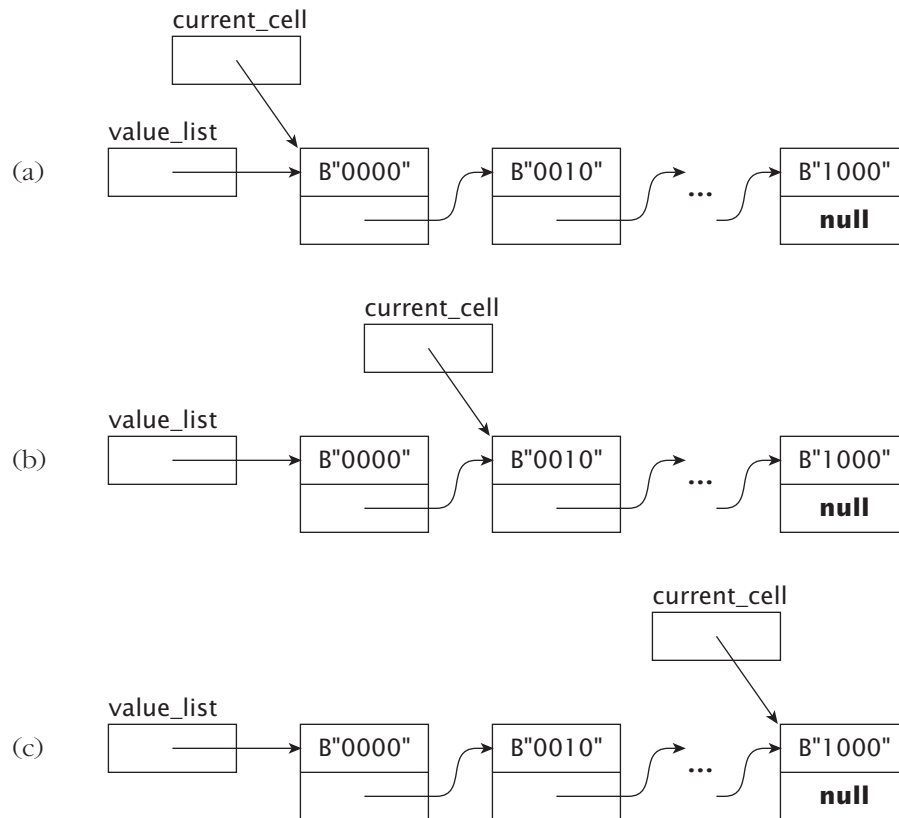 current_cell
value_list
(a) B"0000" B"0010" ... B"1000"
null
current_cell
value_list
(b) B"0000" B"0010" ... B"1000"
null
current_cell
value_list
(c) B"0000" B"0010" ... B"1000"
null